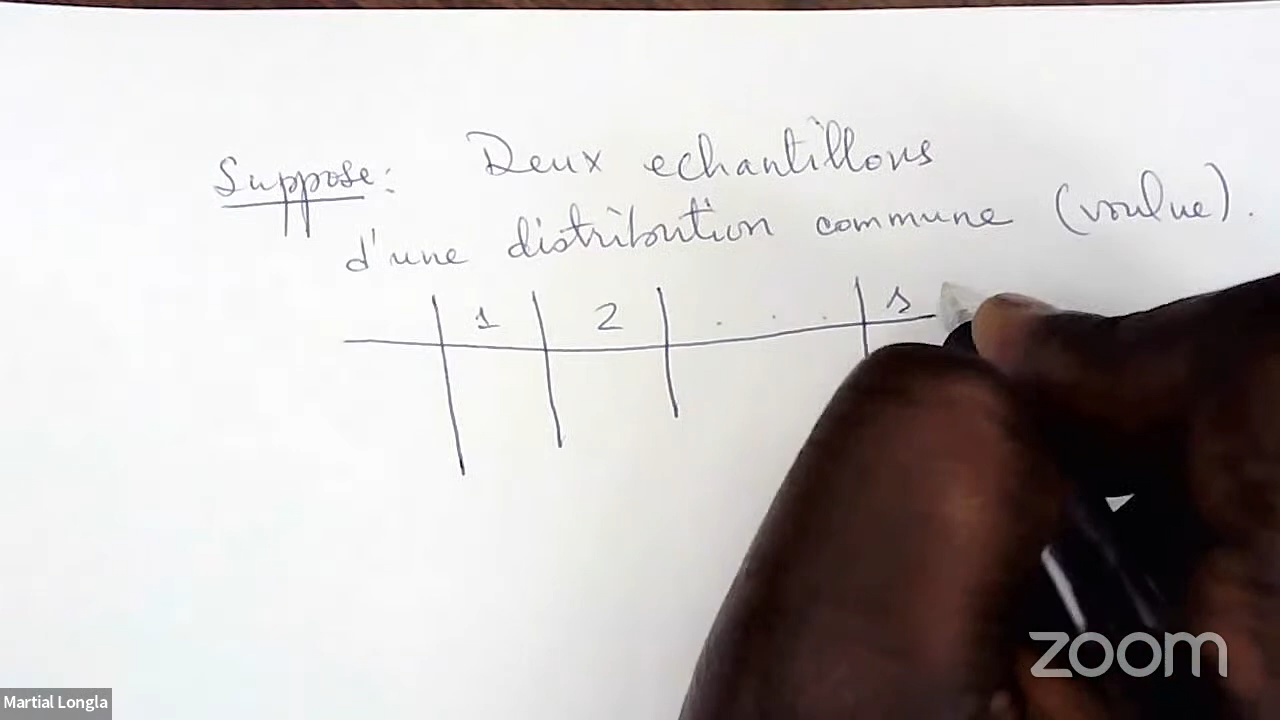 Suppose: Deux echantillons
d'une distribution commune (voulue).
1 2 . . . s
zoom
Martial Longla